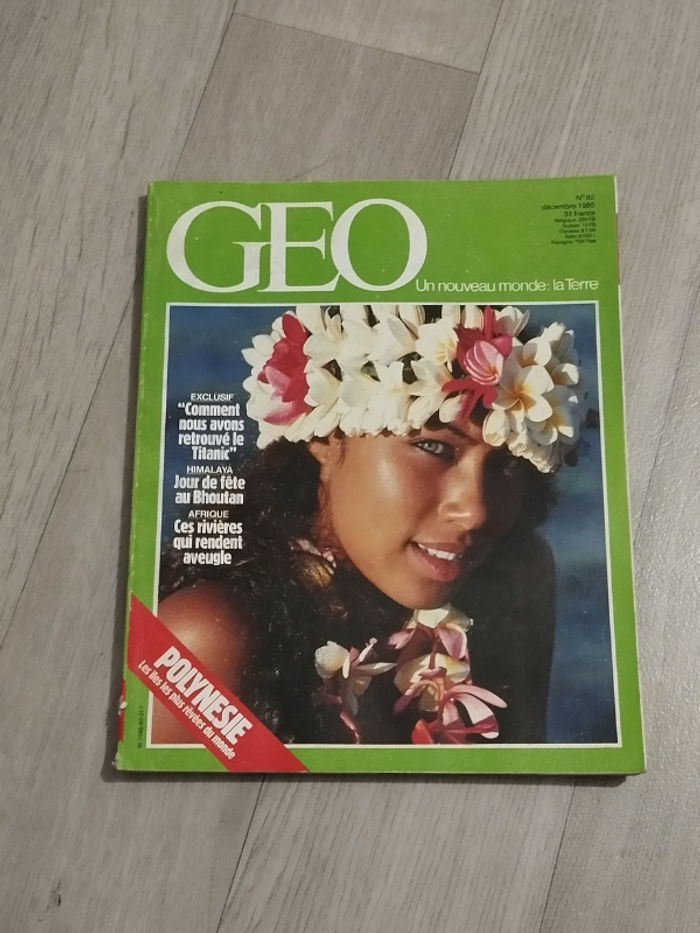 GEO
Un nouveau monde: la Terre
N° 82
décembre 1985
31 francs
EXCLUSIF
“Comment
nous avons
retrouvé le
Titanic”
HIMALAYA
Jour de fête
au Bhoutan
AFRIQUE
Ces rivières
qui rendent
aveugle
POLYNESIE
Les îles les plus rêvées du monde